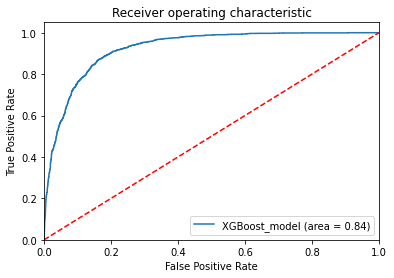 Receiver operating characteristic
1.0
0.8
0.6
0.4
0.2
0.0
True Positive Rate
XGBoost_model (area = 0.84)
0.0 0.2 0.4 0.6 0.8 1.0
False Positive Rate